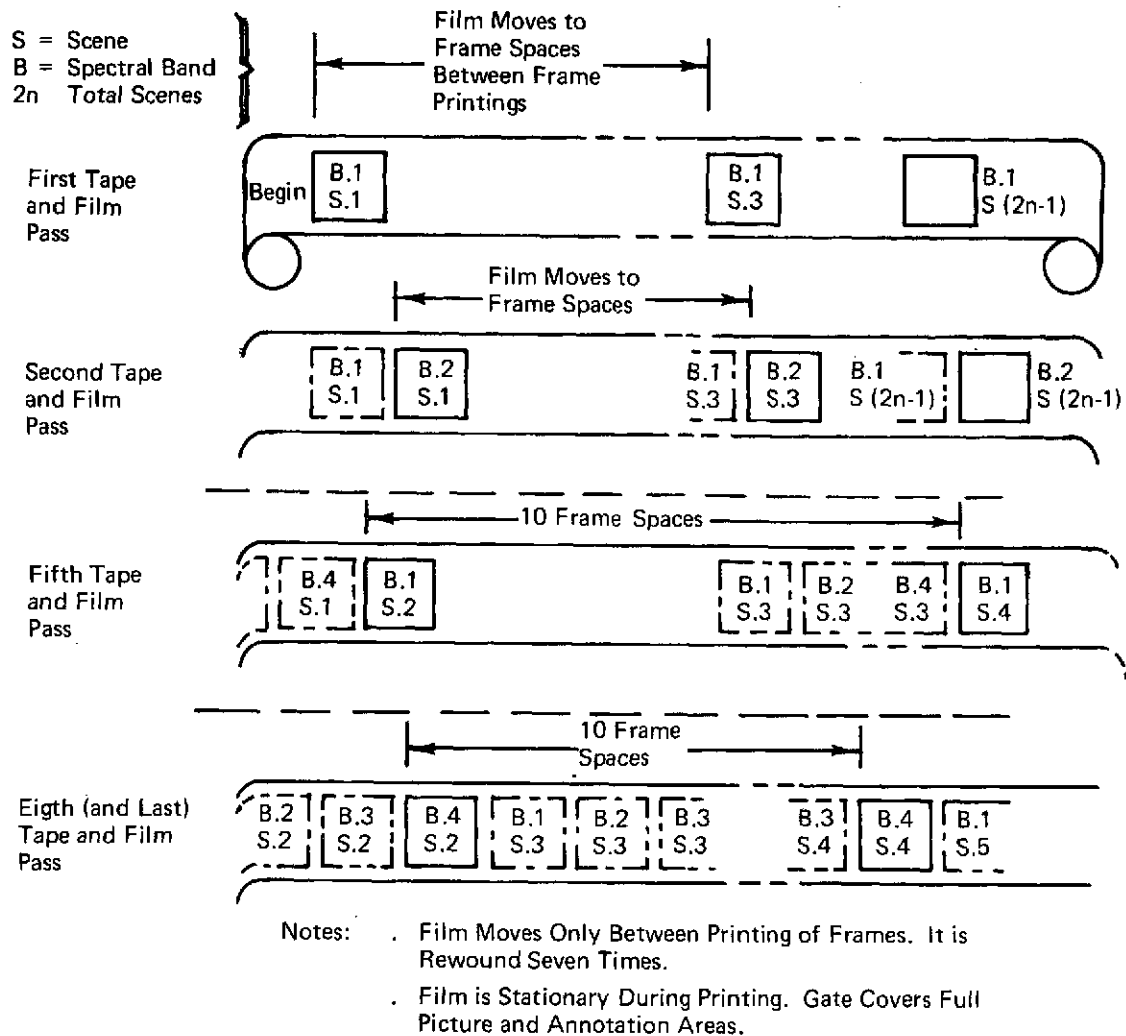 S = Scene
B = Spectral Band
2n Total Scenes
Film Moves to
Frame Spaces
Between Frame
Printings
First Tape
and Film
Pass
Begin
B.1
S.1
B.1
S.3
B.1
S (2n-1)
Film Moves to
Frame Spaces
Second Tape
and Film
Pass
B.1
S.1
B.2
S.1
B.1
S.3
B.2
S.3
B.1
S (2n-1)
B.2
S (2n-1)
10 Frame Spaces
Fifth Tape
and Film
Pass
B.4
S.1
B.1
S.2
B.1
S.3
B.2
S.3
B.4
S.3
B.1
S.4
10 Frame
Spaces
Eigth (and Last)
Tape and Film
Pass
B.2
S.2
B.3
S.2
B.4
S.2
B.1
S.3
B.2
S.3
B.3
S.3
B.3
S.4
B.4
S.4
B.1
S.5
Notes: . Film Moves Only Between Printing of Frames. It is
Rewound Seven Times.
. Film is Stationary During Printing. Gate Covers Full
Picture and Annotation Areas.